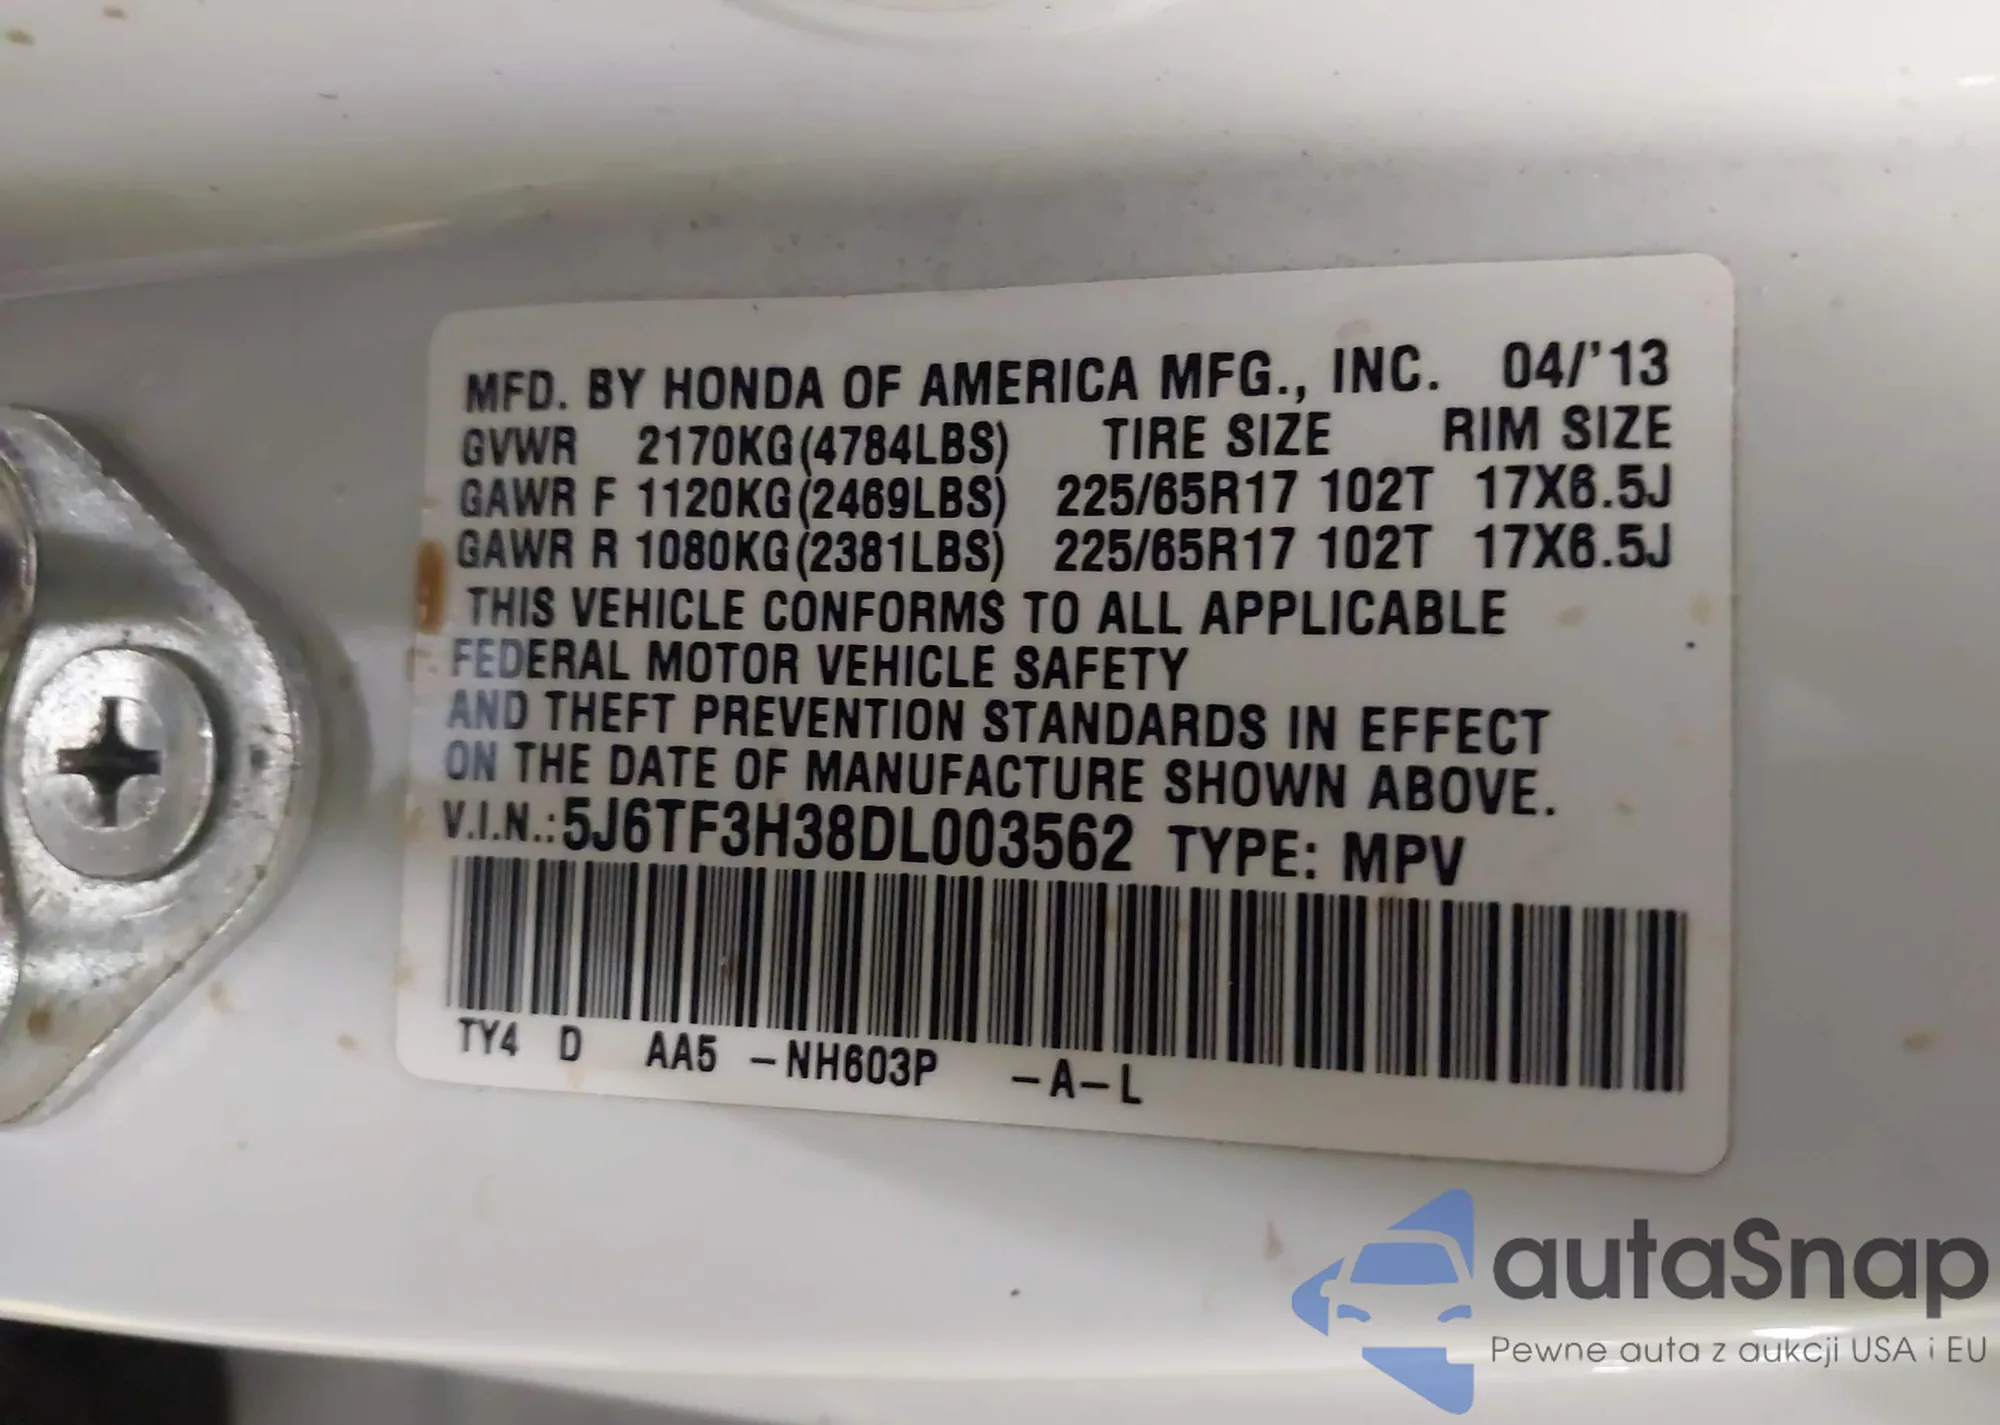 MFD. BY HONDA OF AMERICA MFG., INC. 04/'13
GVWR 2170KG(4784LBS) TIRE SIZE RIM SIZE
GAWR F 1120KG(2469LBS) 225/65R17 102T 17X6.5J
GAWR R 1080KG(2381LBS) 225/65R17 102T 17X6.5J
THIS VEHICLE CONFORMS TO ALL APPLICABLE
FEDERAL MOTOR VEHICLE SAFETY
AND THEFT PREVENTION STANDARDS IN EFFECT
ON THE DATE OF MANUFACTURE SHOWN ABOVE.
V.I.N.:5J6TF3H38DL003562 TYPE: MPV
TY4 D AA5 -NH603P -A-L
autaSnap
Pewne auta z aukcji USA i EU